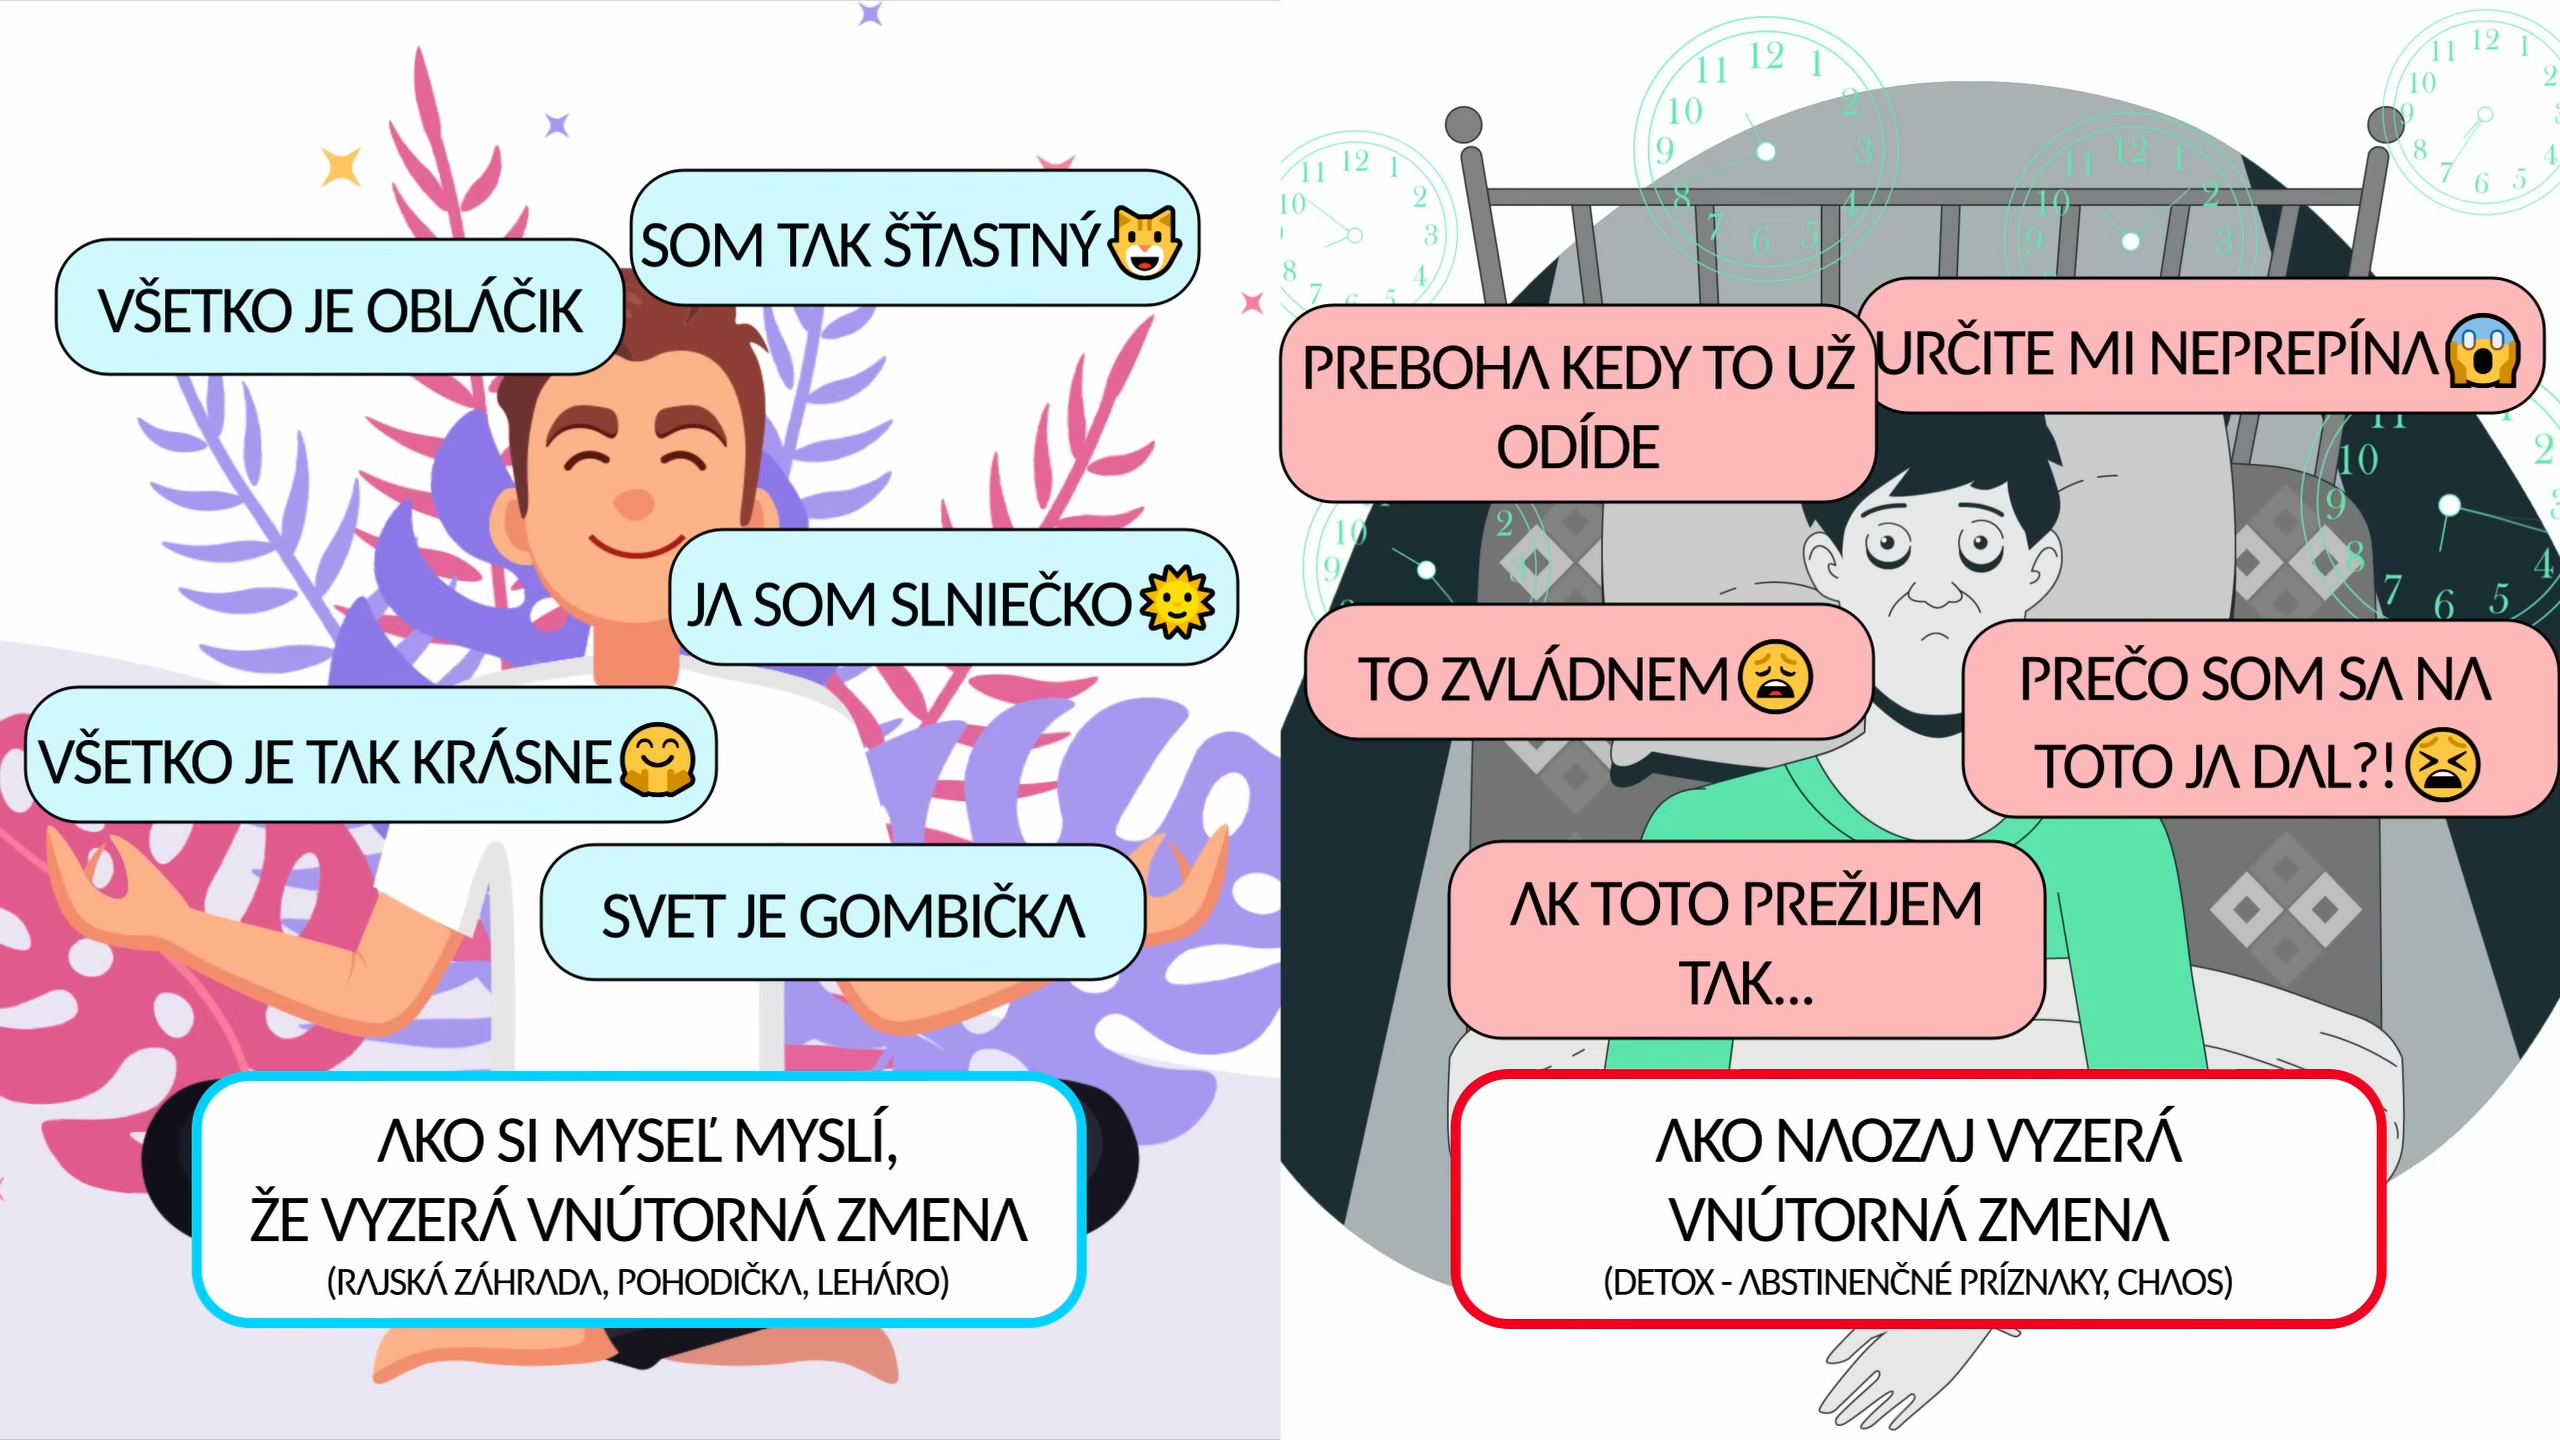 SOM TAK ŠŤASTNÝ😺
VŠETKO JE OBLÁČIK
JA SOM SLNIEČKO🌞
VŠETKO JE TAK KRÁSNE🤗
SVET JE GOMBIČKA
AKO SI MYSEĽ MYSLÍ,
ŽE VYZERÁ VNÚTORNÁ ZMENA
(RAJSKÁ ZÁHRADA, POHODIČKA, LEHÁRO)
URČITE MI NEPREPÍNA😱
PREBOHA KEDY TO UŽ
ODÍDE
TO ZVLÁDNEM😩
PREČO SOM SA NA
TOTO JA DAL?!😫
AK TOTO PREŽIJEM
TAK...
AKO NAOZAJ VYZERÁ
VNÚTORNÁ ZMENA
(DETOX - ABSTINENČNÉ PRÍZNAKY, CHAOS)